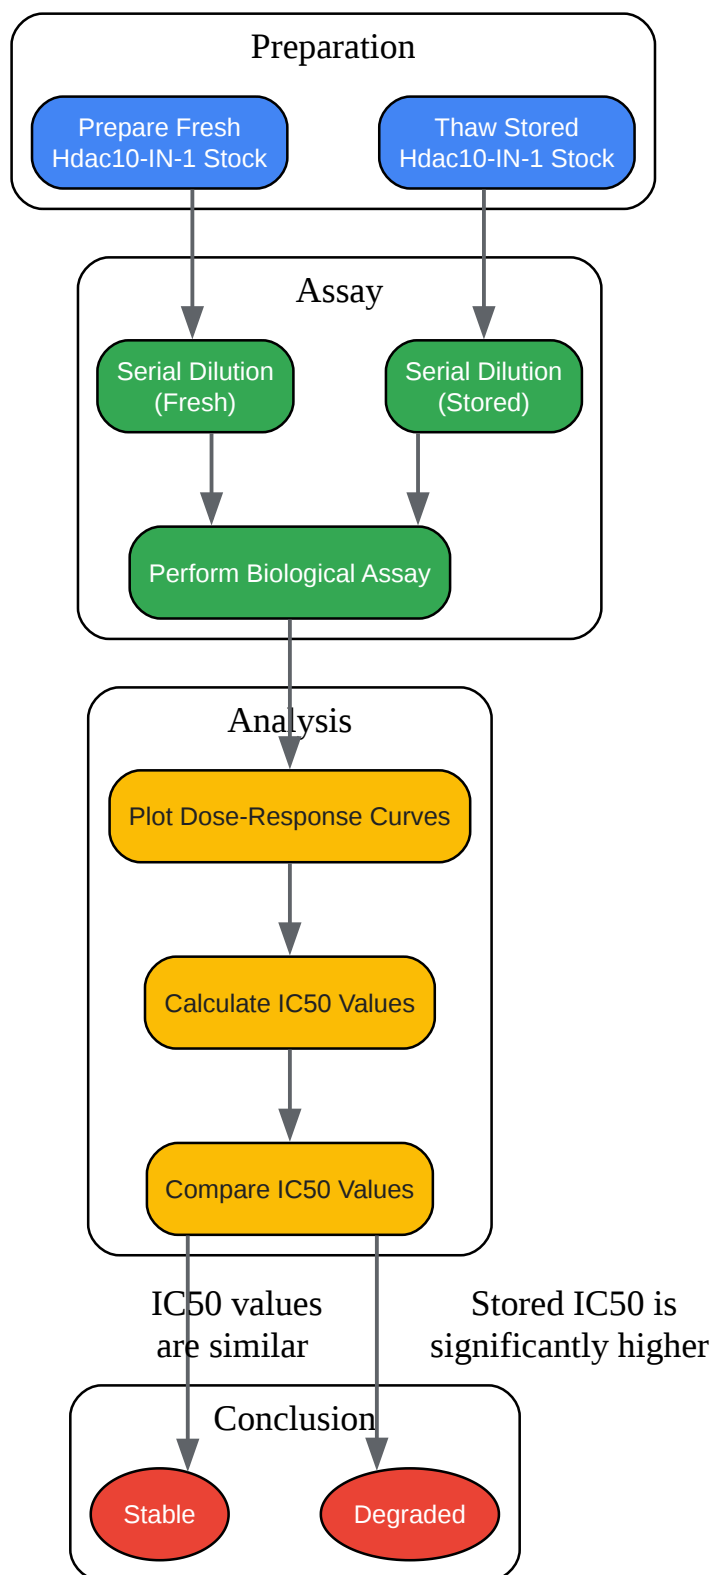 Preparation
Prepare Fresh
Hdac10-IN-1 Stock
Thaw Stored
Hdac10-IN-1 Stock
Assay
Serial Dilution
(Fresh)
Serial Dilution
(Stored)
Perform Biological Assay
Analysis
Plot Dose-Response Curves
Calculate IC50 Values
Compare IC50 Values
IC50 values
are similar
Stored IC50 is
significantly higher
Conclusion
Stable
Degraded